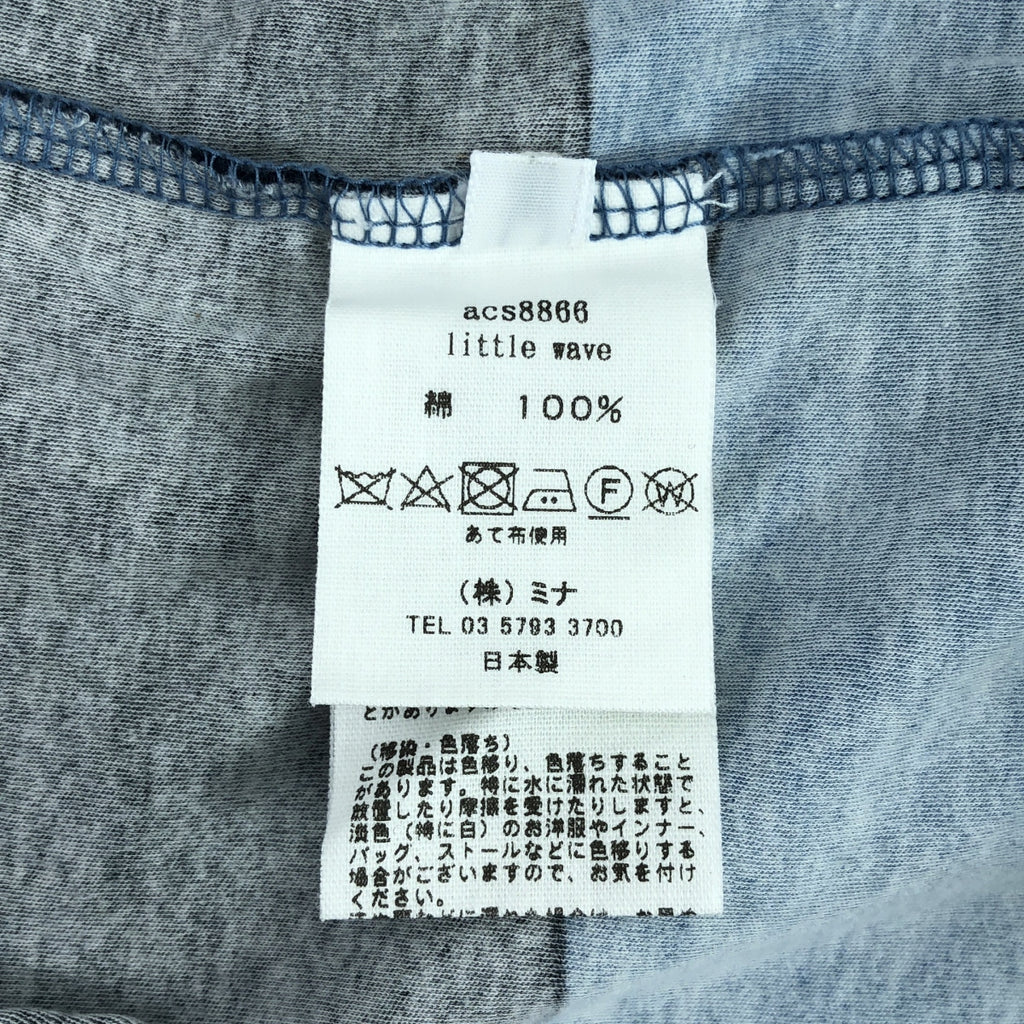 acs8866
little wave
綿 100%
F W
あて布使用
(株)ミナ
TEL 03 5793 3700
日本製
とがあります
(移染・色落ち)
この製品は色移り、色落ちすること
があります。特に水に濡れた状態で
放置したり摩擦を受けたりしますと、
淡色(特に白)のお洋服やインナー、
バッグ、ストールなどに色移りする
場合がございますので、お気を付け
ください。